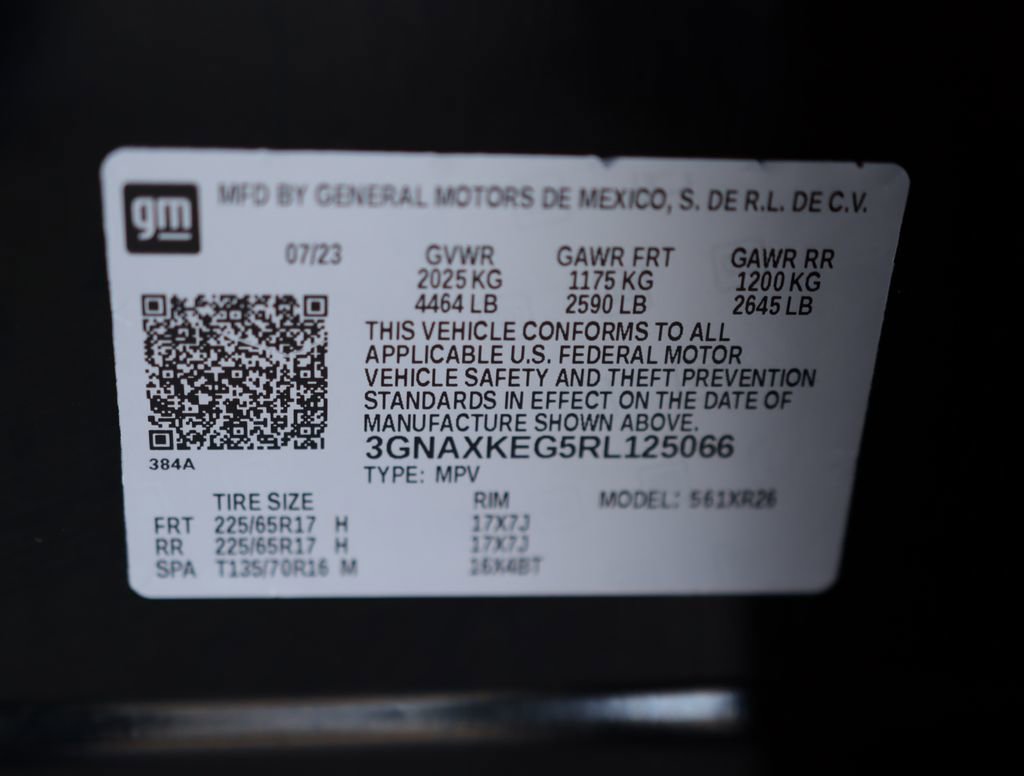 gm
MFD BY GENERAL MOTORS DE MEXICO, S. DE R.L. DE C.V.
07/23 GVWR GAWR FRT GAWR RR
2025 KG 1175 KG 1200 KG
4464 LB 2590 LB 2645 LB
THIS VEHICLE CONFORMS TO ALL
APPLICABLE U.S. FEDERAL MOTOR
VEHICLE SAFETY AND THEFT PREVENTION
STANDARDS IN EFFECT ON THE DATE OF
MANUFACTURE SHOWN ABOVE.
3GNAXKEG5RL125066
384A
TYPE: MPV
TIRE SIZE RIM MODEL: 561XR26
FRT 225/65R17 H 17X7J
RR 225/65R17 H 17X7J
SPA T135/70R16 M 16X4BT